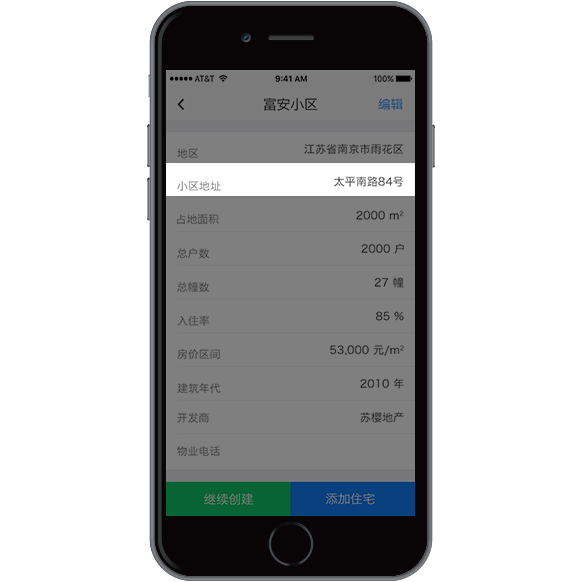 AT&T 9:41 AM 100%
富安小区 编辑
地区 江苏省南京市雨花区
小区地址 太平南路84号
占地面积 2000 m²
总户数 2000 户
总幢数 27 幢
入住率 85 %
房价区间 53,000 元/m²
建筑年代 2010 年
开发商 苏樱地产
物业电话
继续创建 添加住宅